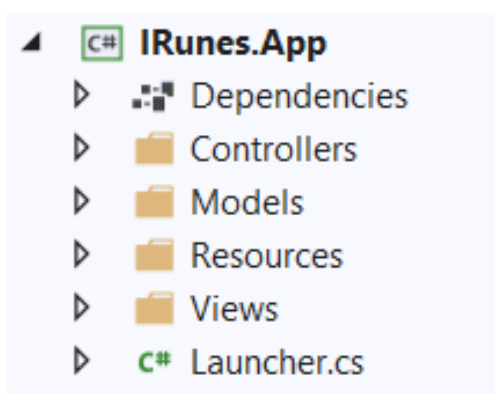 C# IRunes.App
Dependencies
Controllers
Models
Resources
Views
C# Launcher.cs